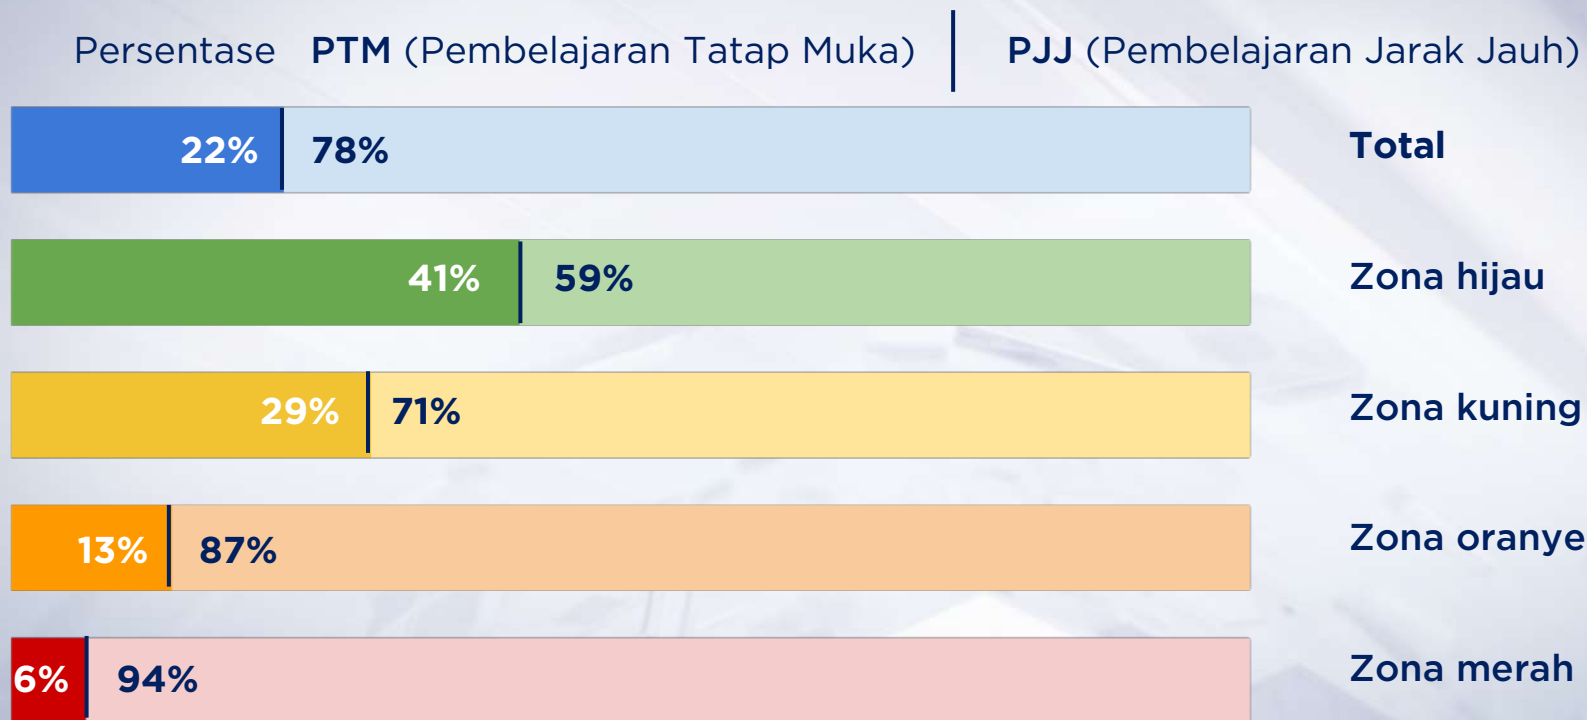 Persentase PTM (Pembelajaran Tatap Muka) PJJ (Pembelajaran Jarak Jauh)
22% 78% Total
41% 59% Zona hijau
29% 71% Zona kuning
13% 87% Zona oranye
6% 94% Zona merah